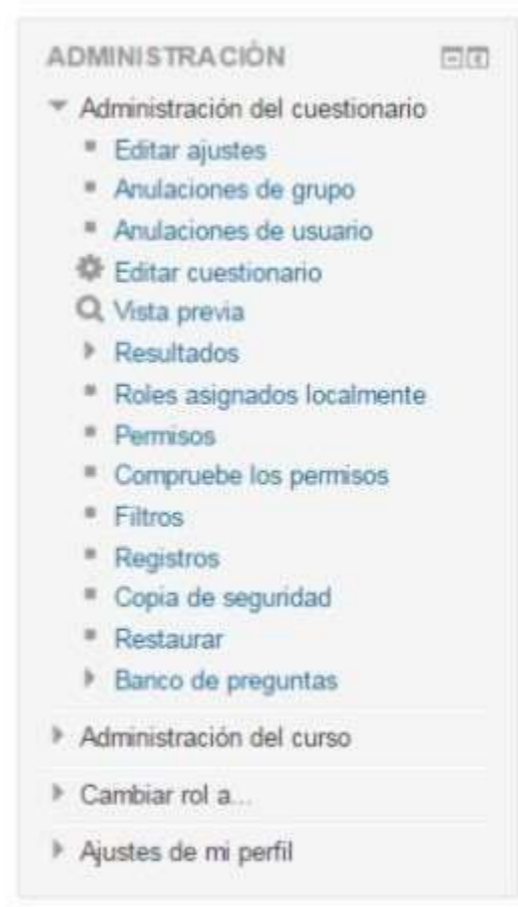 ADMINISTRACIÓN
Administración del cuestionario
Editar ajustes
Anulaciones de grupo
Anulaciones de usuario
Editar cuestionario
Vista previa
Resultados
Roles asignados localmente
Permisos
Compruebe los permisos
Filtros
Registros
Copia de seguridad
Restaurar
Banco de preguntas
Administración del curso
Cambiar rol a...
Ajustes de mi perfil